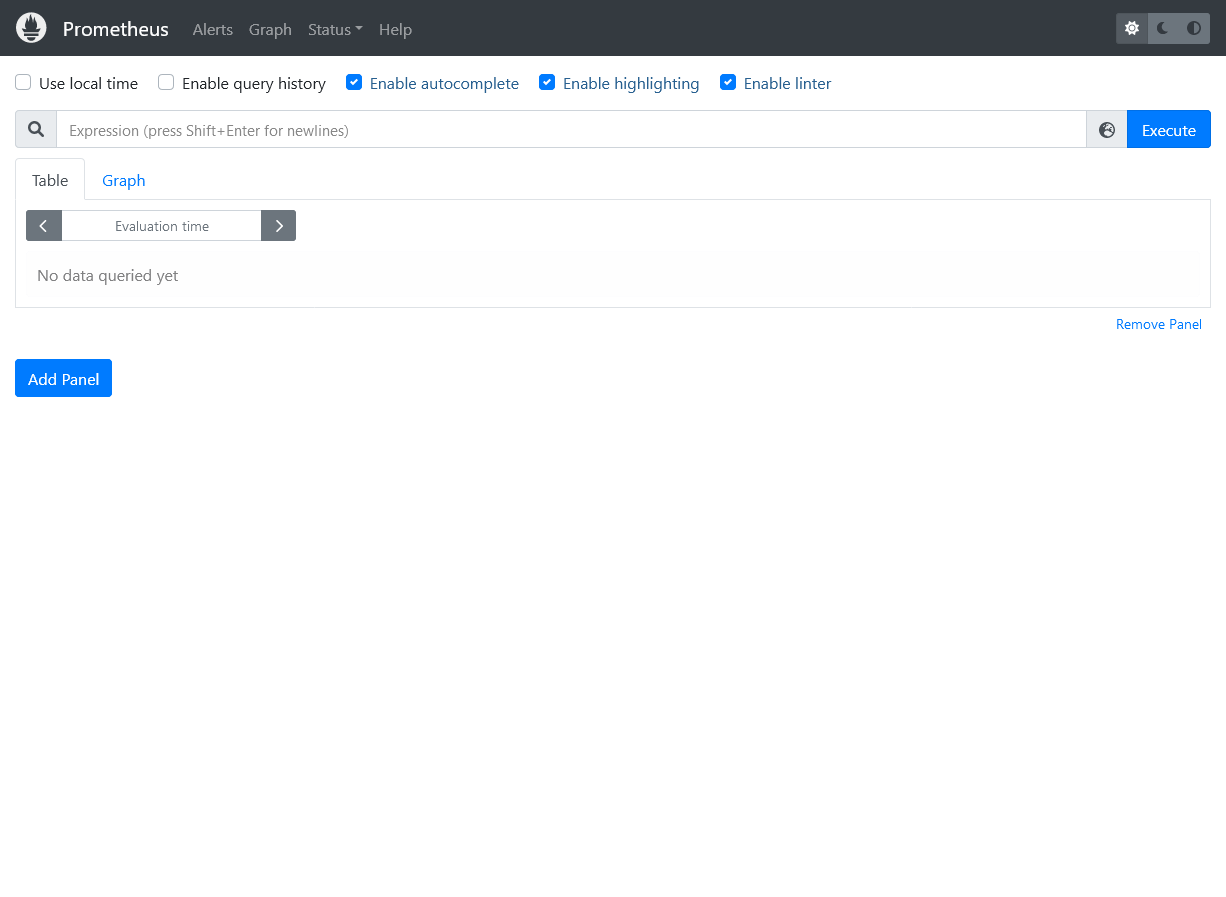 Prometheus Alerts Graph Status Help
Use local time Enable query history Enable autocomplete Enable highlighting Enable linter
Expression (press Shift+Enter for newlines) Execute
Table Graph
Evaluation time
No data queried yet
Remove Panel
Add Panel